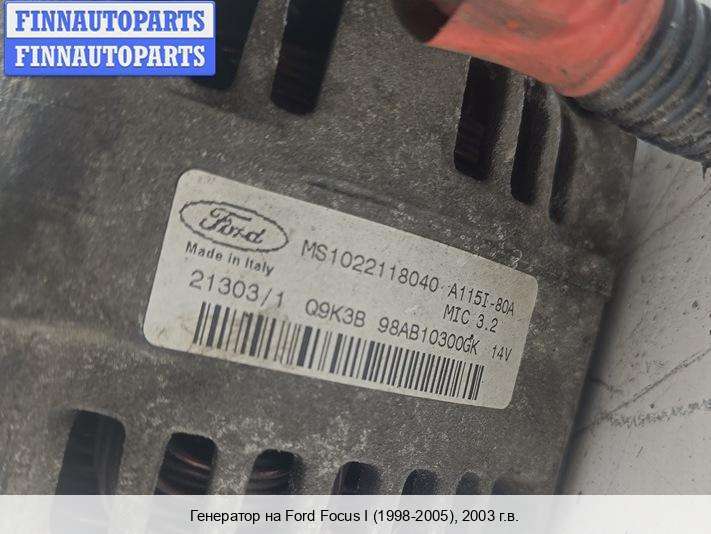 FINNAUTOPARTS
FINNAUTOPARTS
Ford
Made in Italy
MS1022118040 A115I-80A
MIC 3.2
21303/1 Q9K3B 98AB10300GK 14V
Генератор на Ford Focus I (1998-2005), 2003 г.в.